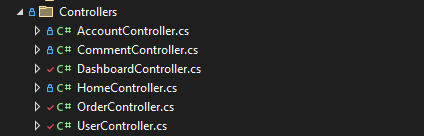 Controllers
C# AccountController.cs
C# CommentController.cs
C# DashboardController.cs
C# HomeController.cs
C# OrderController.cs
C# UserController.cs